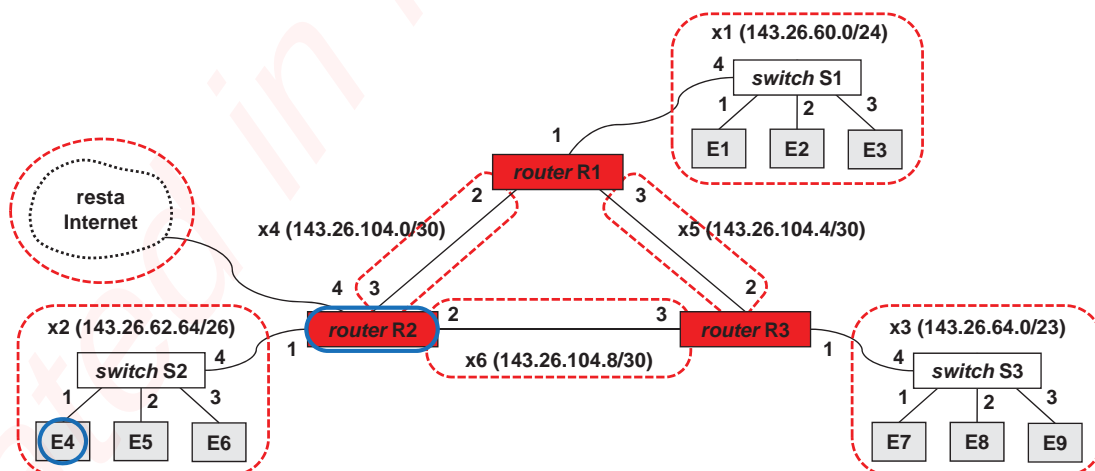 x1 (143.26.60.0/24)
4
switch S1
1
2
3
E1
E2
E3
1
router R1
2
3
resta
Internet
x4 (143.26.104.0/30)
x5 (143.26.104.4/30)
4
3
2
x2 (143.26.62.64/26)
1
router R2
2
3
router R3
1
x3 (143.26.64.0/23)
x6 (143.26.104.8/30)
switch S2
4
1
2
3
E4
E5
E6
4
switch S3
1
2
3
E7
E8
E9